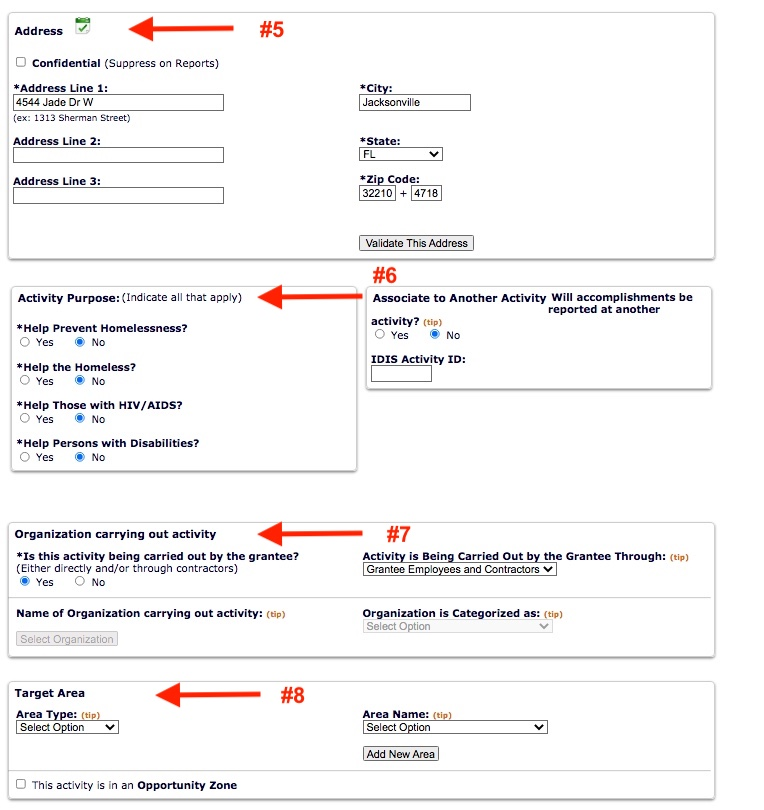 Address
#5
Confidential (Suppress on Reports)
*Address Line 1:
*City:
4544 Jade Dr W
Jacksonville
(ex: 1313 Sherman Street)
Address Line 2:
*State:
FL
Address Line 3:
*Zip Code:
32210 + 4718
Validate This Address
#6
Activity Purpose: (Indicate all that apply)
*Help Prevent Homelessness?
Yes No
*Help the Homeless?
Yes No
*Help Those with HIV/AIDS?
Yes No
*Help Persons with Disabilities?
Yes No
Associate to Another Activity Will accomplishments be
reported at another
activity? (tip)
Yes No
IDIS Activity ID:
Organization carrying out activity
#7
*Is this activity being carried out by the grantee?
(Either directly and/or through contractors)
Yes No
Activity is Being Carried Out by the Grantee Through: (tip)
Grantee Employees and Contractors
Name of Organization carrying out activity: (tip)
Select Organization
Organization is Categorized as: (tip)
Select Option
Target Area
#8
Area Type: (tip)
Select Option
Area Name: (tip)
Select Option
Add New Area
This activity is in an Opportunity Zone